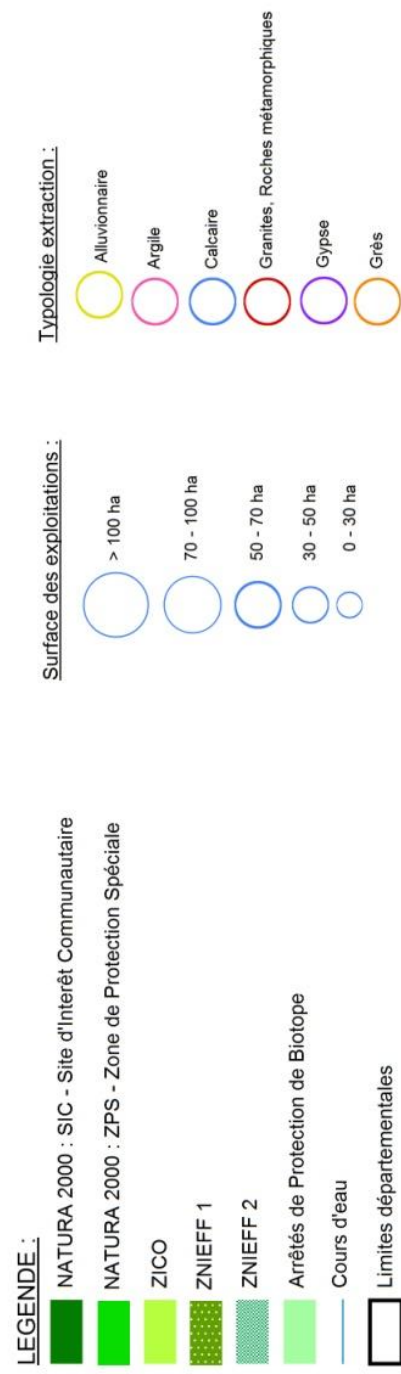 LEGENDE :
NATURA 2000 : SIC - Site d'Interêt Communautaire
NATURA 2000 : ZPS - Zone de Protection Spéciale
ZICO
ZNIEFF 1
ZNIEFF 2
Arrêtés de Protection de Biotope
Cours d'eau
Limites départementales
Surface des exploitations :
> 100 ha
70 - 100 ha
50 - 70 ha
30 - 50 ha
0 - 30 ha
Typologie extraction :
Alluvionnaire
Argile
Calcaire
Granites, Roches métamorphiques
Gypse
Grès